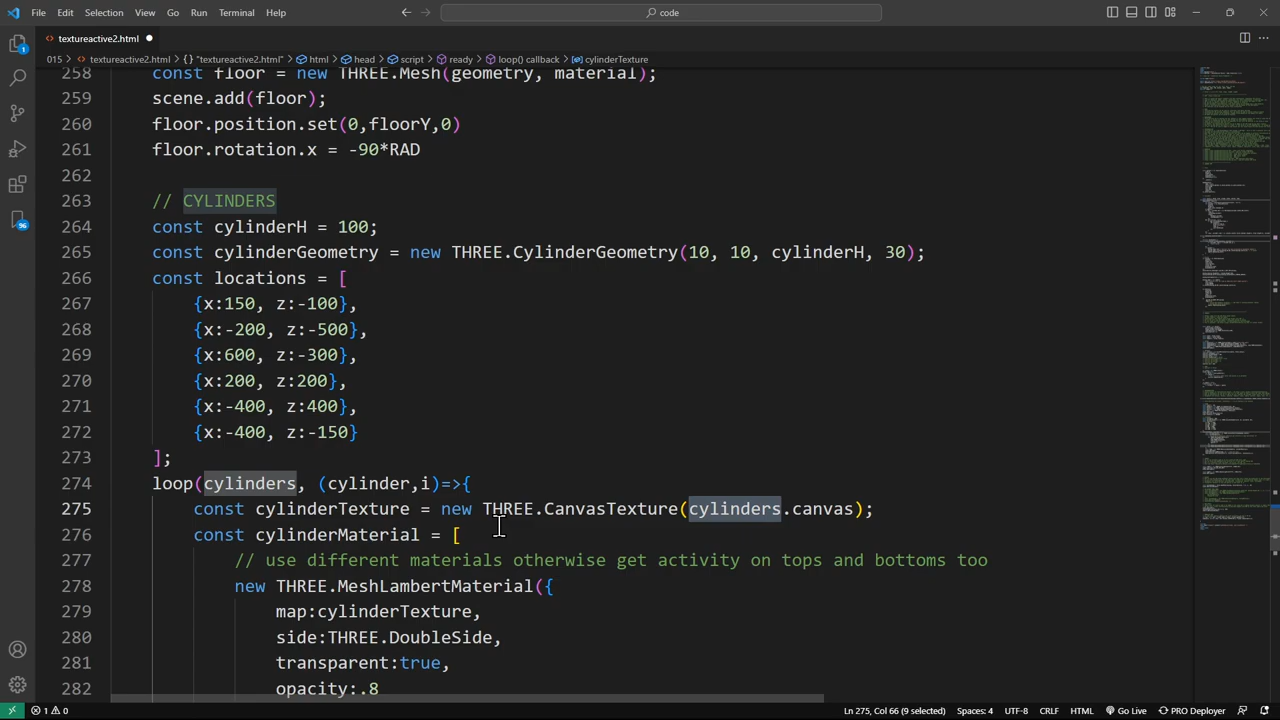 File Edit Selection View Go Run Terminal Help
code
textureactive2.html
015 > textureactive2.html > {} "textureactive2.html" > html > head > script > ready > loop() callback > cylinderTexture
258 const floor = new THREE.Mesh(geometry, material);
259 scene.add(floor);
260 floor.position.set(0,floorY,0)
261 floor.rotation.x = -90*RAD
262
263 // CYLINDERS
264 const cylinderH = 100;
265 const cylinderGeometry = new THREE.CylinderGeometry(10, 10, cylinderH, 30);
266 const locations = [
267 {x:150, z:-100},
268 {x:-200, z:-500},
269 {x:600, z:-300},
270 {x:200, z:200},
271 {x:-400, z:400},
272 {x:-400, z:-150}
273 ];
274 loop(cylinders, (cylinder,i)=>{
275 const cylinderTexture = new THREE.CanvasTexture(cylinders.canvas);
276 const cylinderMaterial = [
277 // use different materials otherwise get activity on tops and bottoms too
278 new THREE.MeshLambertMaterial({
279 map:cylinderTexture,
280 side:THREE.DoubleSide,
281 transparent:true,
282 opacity:.8
1
96
1 0 Ln 275, Col 66 (9 selected) Spaces: 4 UTF-8 CRLF HTML Go Live PRO Deployer